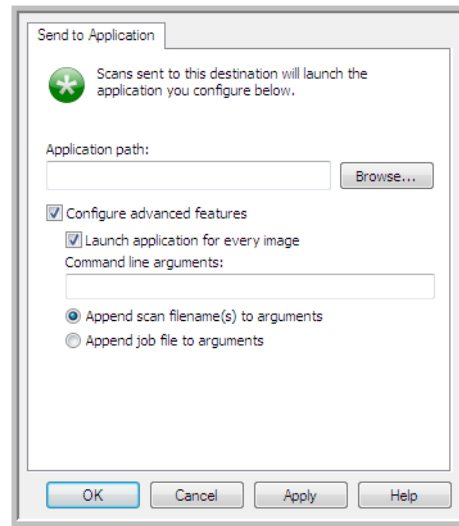 Send to Application
Scans sent to this destination will launch the
application you configure below.
Application path:
Browse...
Configure advanced features
Launch application for every image
Command line arguments:
Append scan filename(s) to arguments
Append job file to arguments
OK Cancel Apply Help